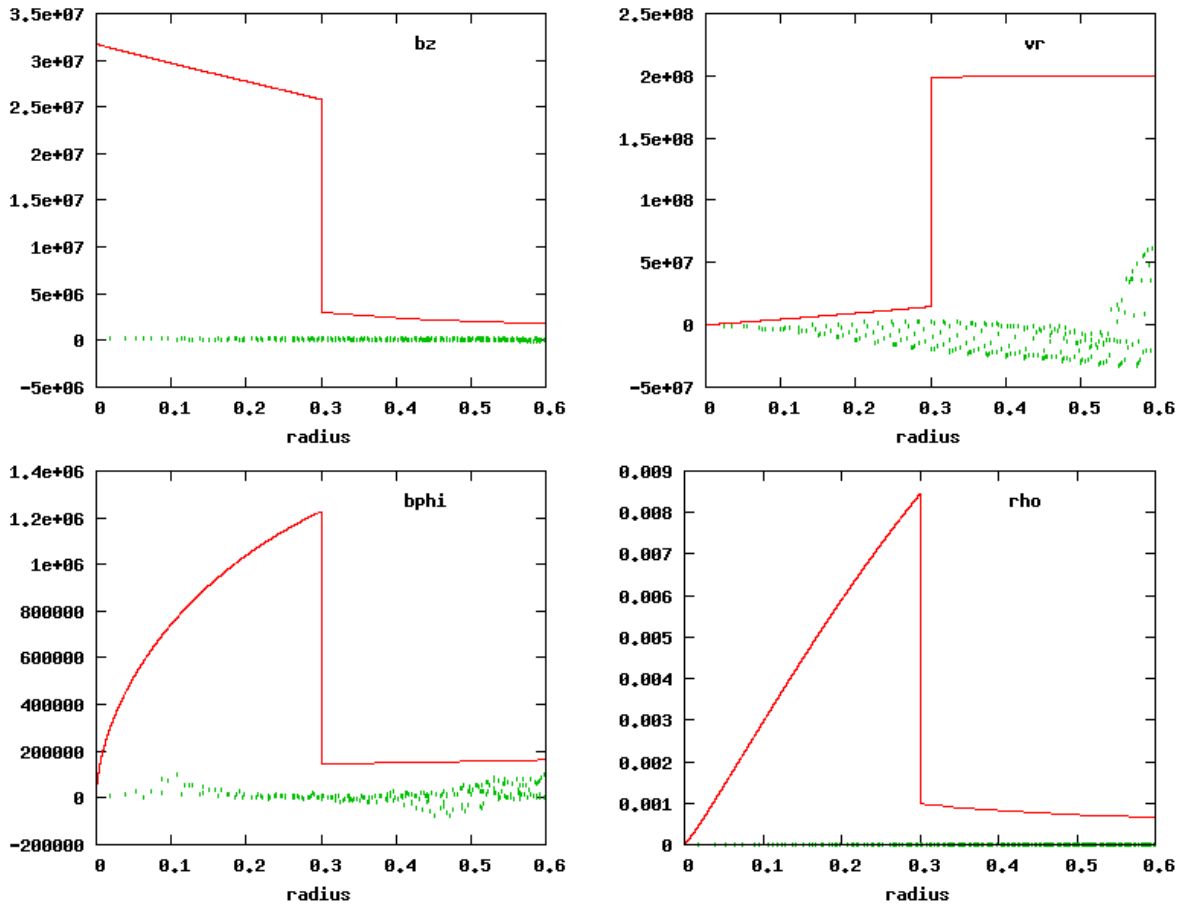 3.5e+07
bz
3e+07
2.5e+07
2e+07
1.5e+07
1e+07
5e+06
0
-5e+06
0 0.1 0.2 0.3 0.4 0.5 0.6
radius
2.5e+08
vr
2e+08
1.5e+08
1e+08
5e+07
0
-5e+07
0 0.1 0.2 0.3 0.4 0.5 0.6
radius
1.4e+06
bphi
1.2e+06
1e+06
800000
600000
400000
200000
0
-200000
0 0.1 0.2 0.3 0.4 0.5 0.6
radius
0.009
rho
0.008
0.007
0.006
0.005
0.004
0.003
0.002
0.001
0
0 0.1 0.2 0.3 0.4 0.5 0.6
radius